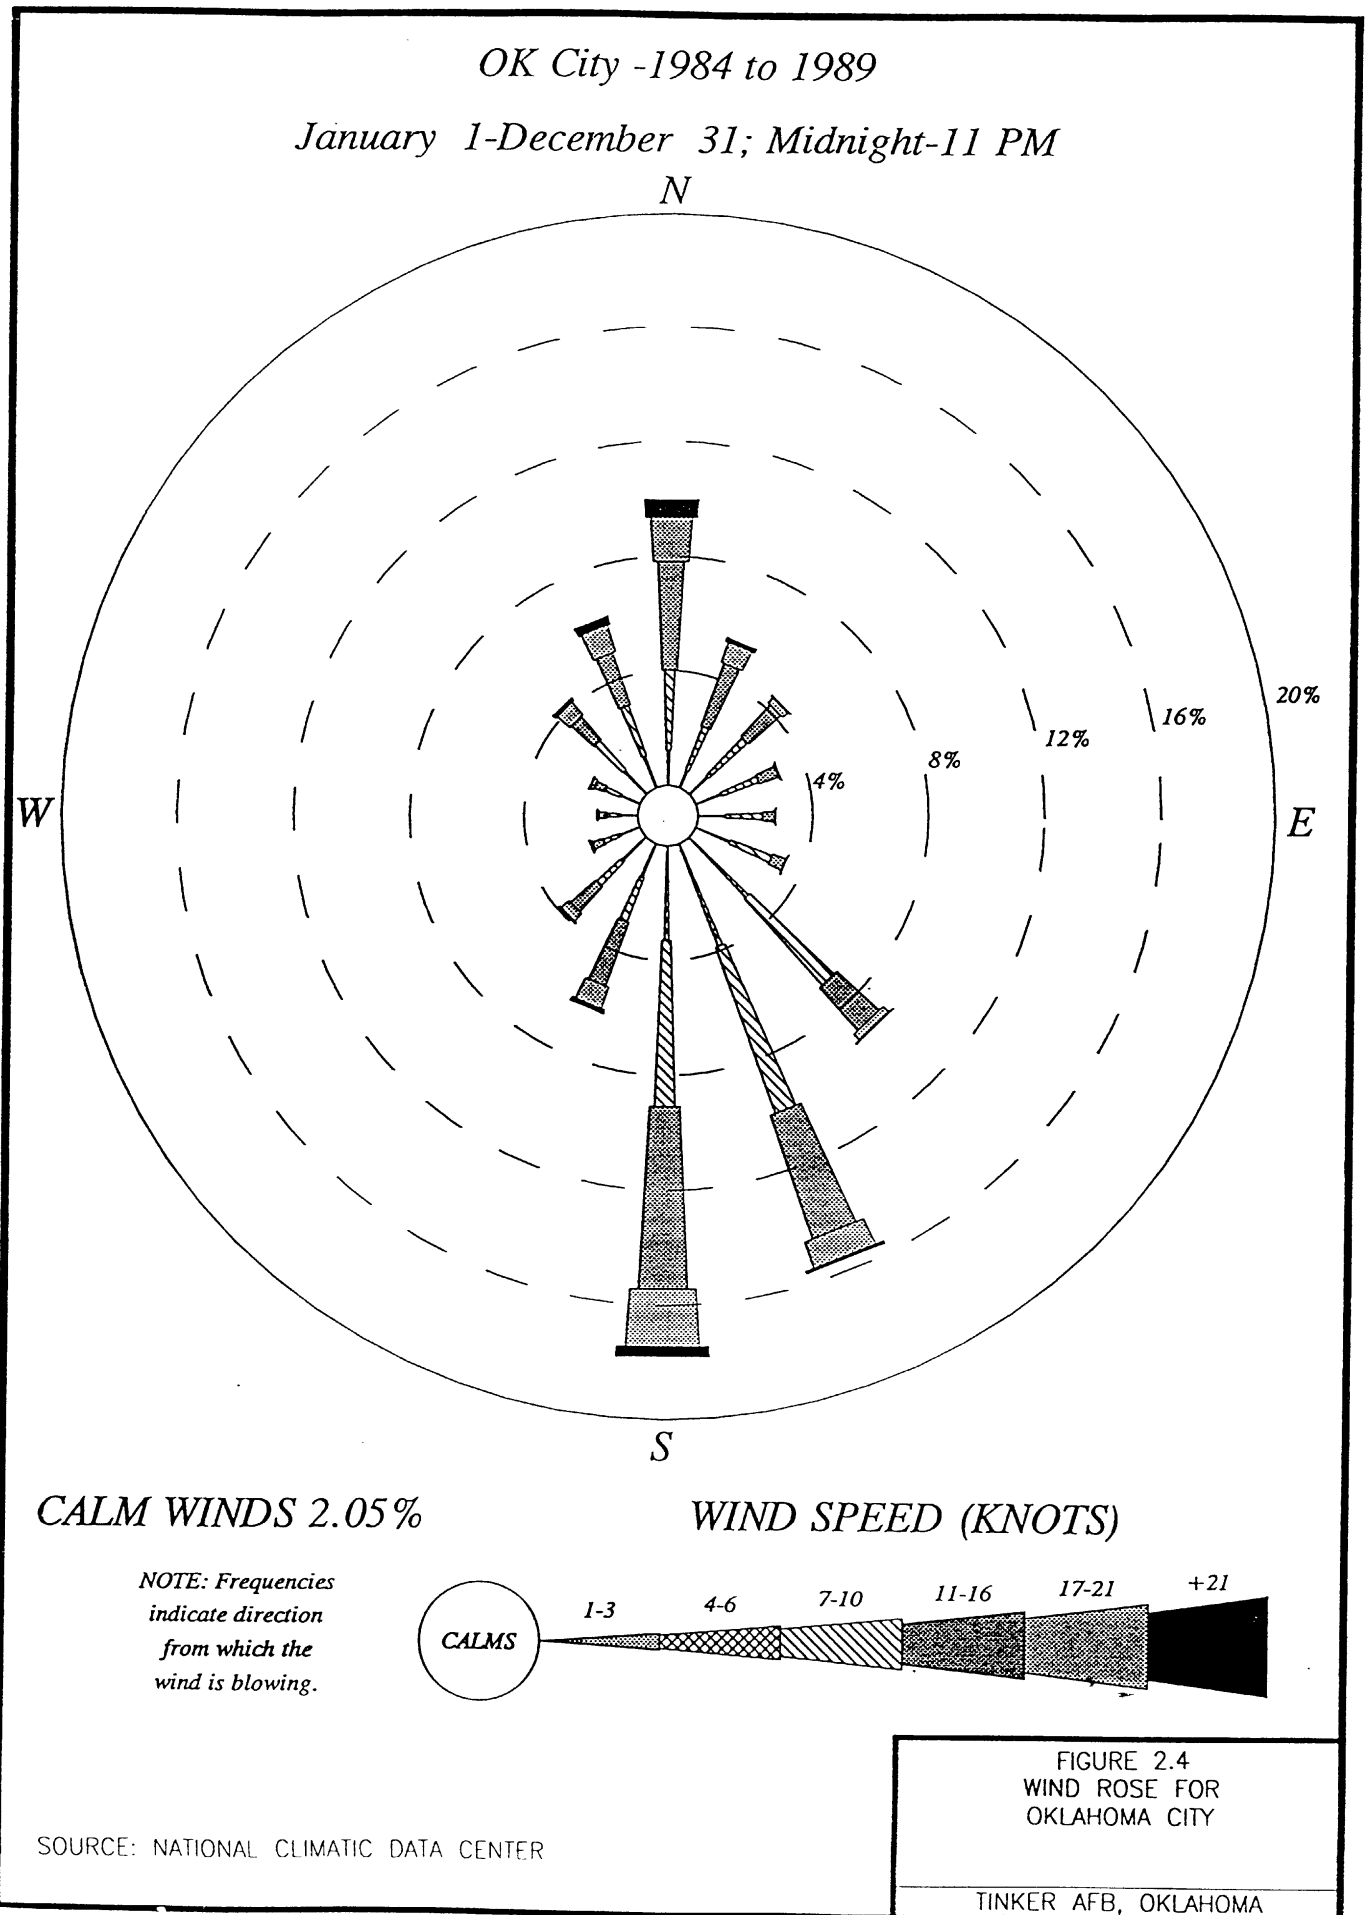 OK City -1984 to 1989
January 1-December 31; Midnight-11 PM
N
20%
16%
12%
8%
4%
W
E
S
CALM WINDS 2.05%
WIND SPEED (KNOTS)
NOTE: Frequencies
indicate direction
from which the
wind is blowing.
CALMS
1-3
4-6
7-10
11-16
17-21
+21
FIGURE 2.4
WIND ROSE FOR
OKLAHOMA CITY
SOURCE: NATIONAL CLIMATIC DATA CENTER
TINKER AFB, OKLAHOMA